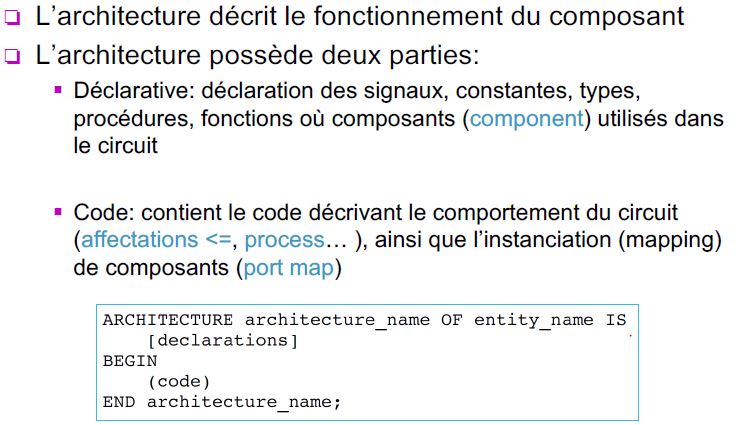 L'architecture décrit le fonctionnement du composant
L'architecture possède deux parties:
Déclarative: déclaration des signaux, constantes, types,
procédures, fonctions où composants (component) utilisés dans
le circuit
Code: contient le code décrivant le comportement du circuit
(affectations <=, process… ), ainsi que l'instanciation (mapping)
de composants (port map)
ARCHITECTURE architecture_name OF entity_name IS
[declarations]
BEGIN
(code)
END architecture_name;